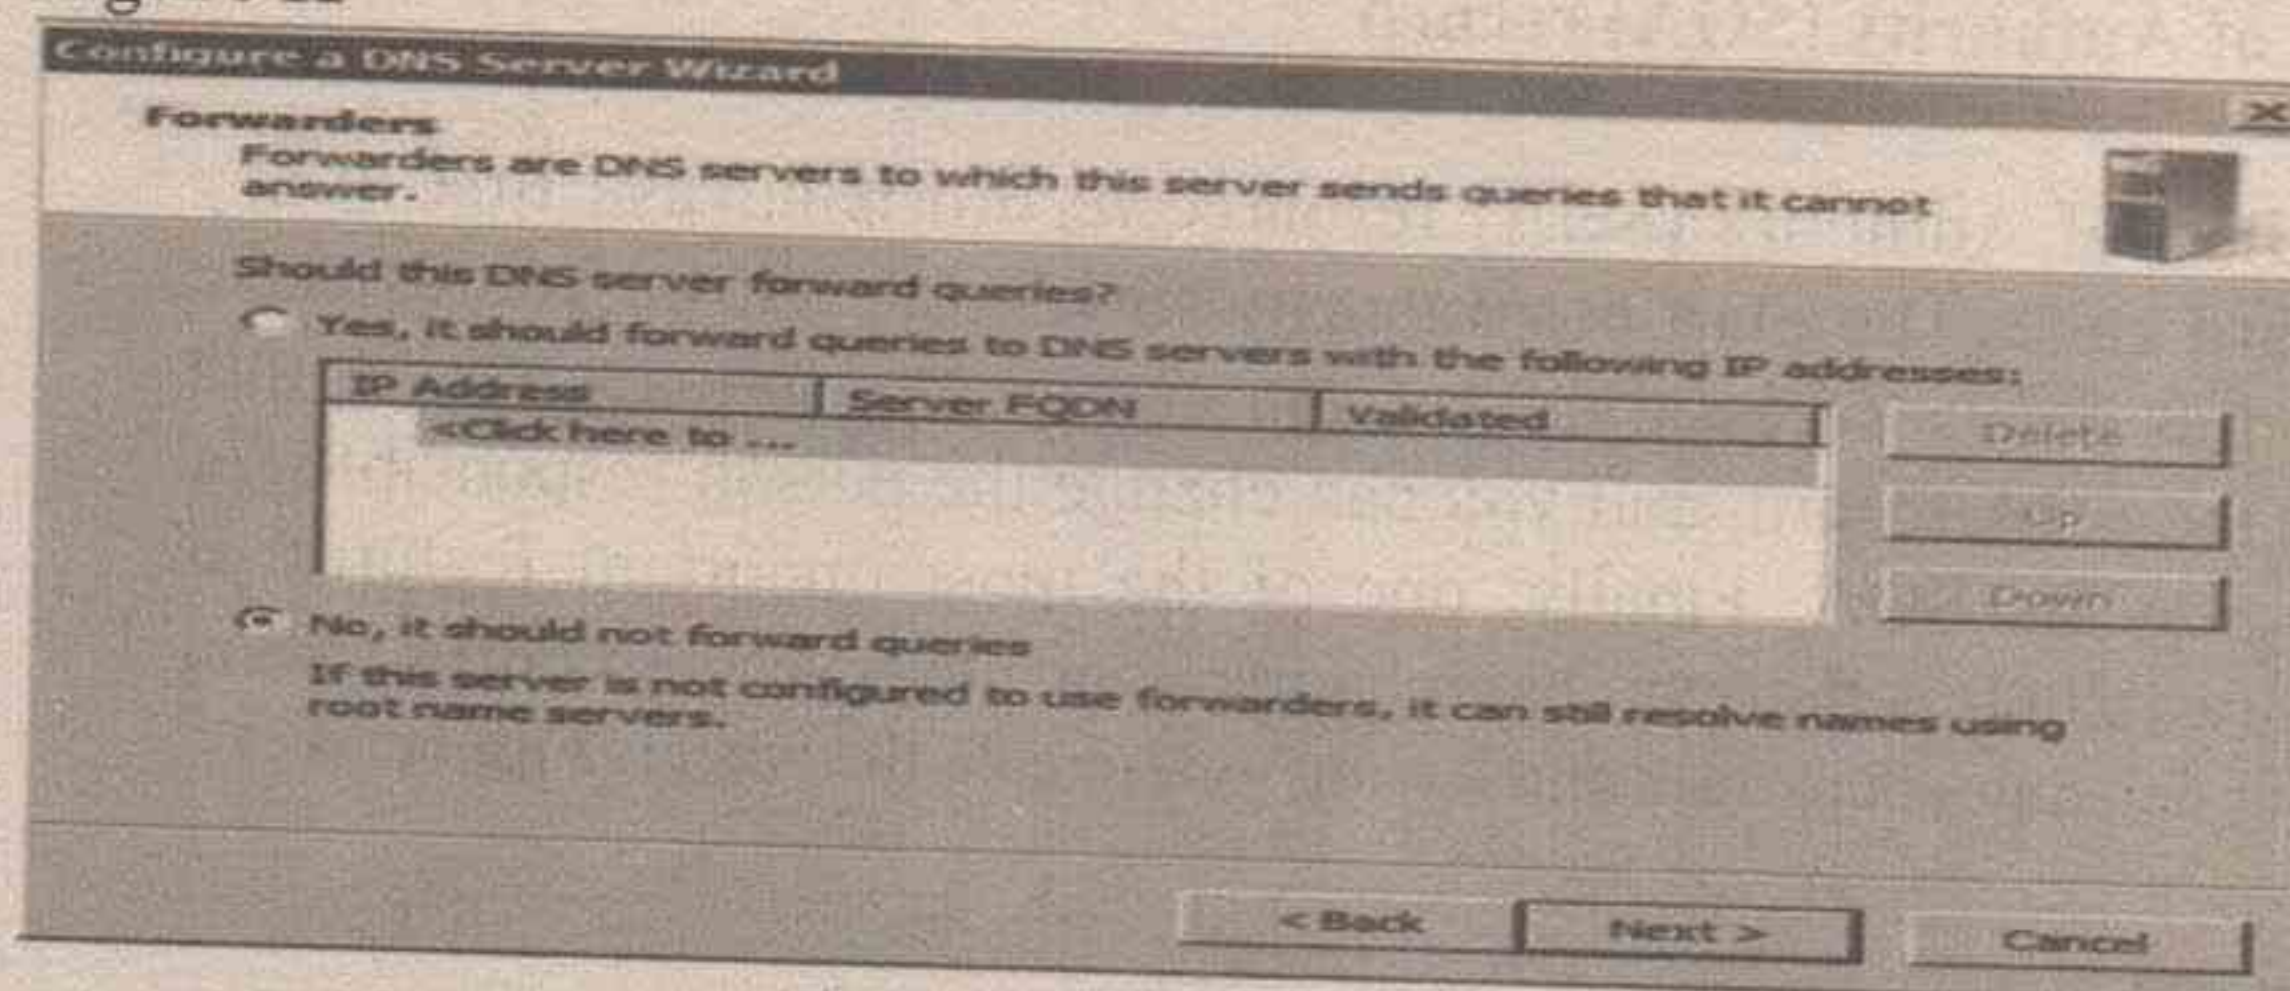 Configure a DNS Server Wizard
Forwarders
Forwarders are DNS servers to which this server sends queries that it cannot
answer.
Should this DNS server forward queries?
Yes, it should forward queries to DNS servers with the following IP addresses:
IP Address Server FQDN Validated
<Click here to ....
Delete
Up
Down
No, it should not forward queries
If this server is not configured to use forwarders, it can still resolve names using
root name servers.
< Back Next > Cancel